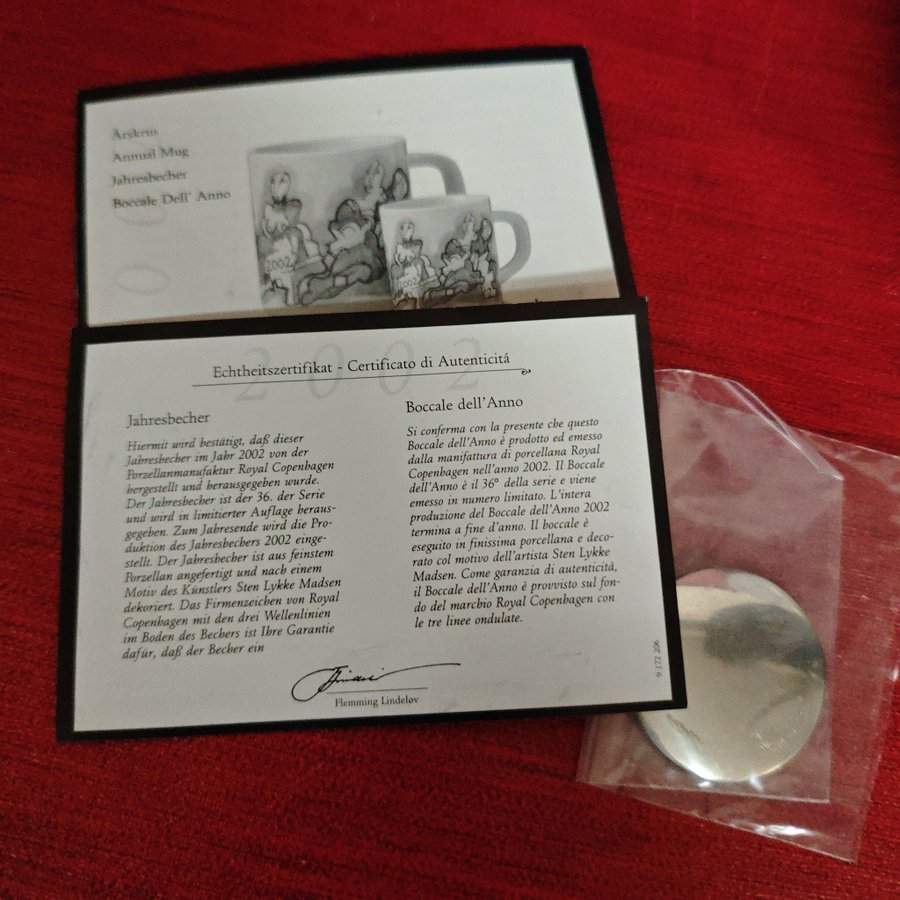 Årskrus
Annual Mug
Jahresbecher
Boccale Dell' Anno
2002
2002
2002
Echtheitszertifikat - Certificato di Autenticitá
Jahresbecher
Hiermit wird bestätigt, daß dieser
Jahresbecher im Jahr 2002 von der
Porzellanmanufaktur Royal Copenhagen
hergestellt und herausgegeben wurde.
Der Jahresbecher ist der 36. der Serie
und wird in limitierter Auflage heraus-
gegeben. Zum Jahresende wird die Pro-
duktion des Jahresbechers 2002 einge-
stellt. Der Jahresbecher ist aus feinstem
Porzellan angefertigt und nach einem
Motiv des Künstlers Sten Lykke Madsen
dekoriert. Das Firmenzeichen von Royal
Copenhagen mit den drei Wellenlinien
im Boden des Bechers ist Ihre Garantie
dafür, daß der Becher ein
Boccale dell'Anno
Si conferma con la presente che questo
Boccale dell'Anno è prodotto ed emesso
dalla manifattura di porcellana Royal
Copenhagen nell'anno 2002. Il Boccale
dell'Anno è il 36° della serie e viene
emesso in numero limitato. L'intera
produzione del Boccale dell'Anno 2002
termina a fine d'anno. Il boccale è
eseguito in finissima porcellana e deco-
rato col motivo dell'artista Sten Lykke
Madsen. Come garanzia di autenticità,
il Boccale dell'Anno è provvisto sul fon-
do del marchio Royal Copenhagen con
le tre linee ondulate.
Flemming Lindeløv
9 172 206